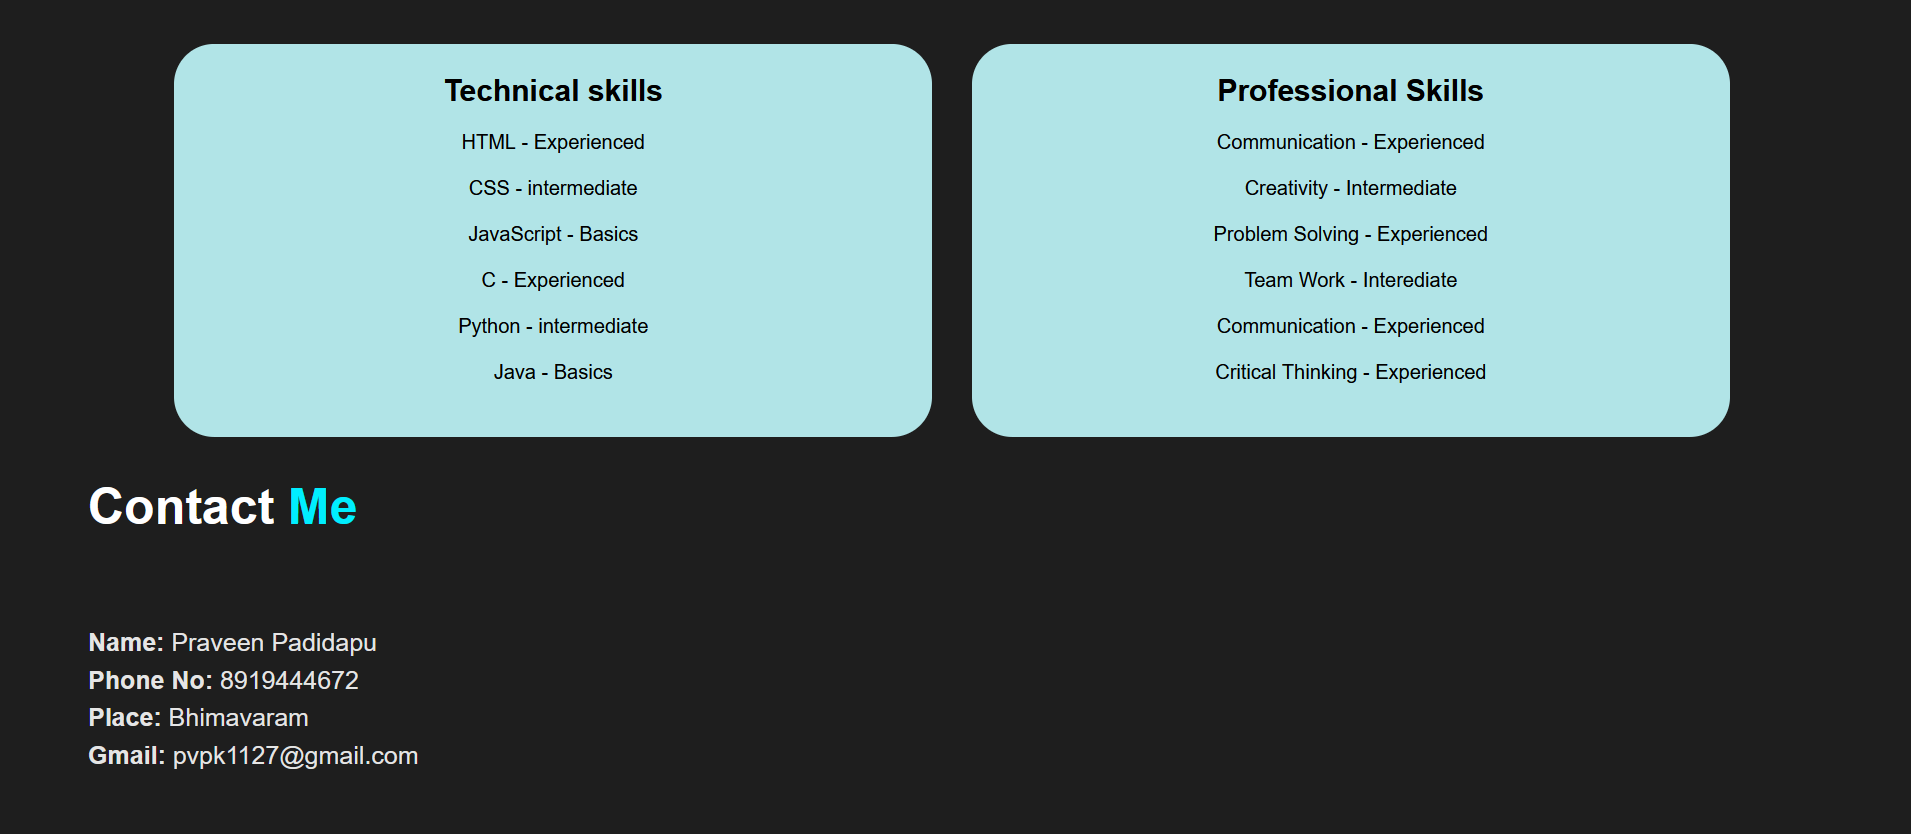 Technical skills
HTML - Experienced
CSS - intermediate
JavaScript - Basics
C - Experienced
Python - intermediate
Java - Basics
Professional Skills
Communication - Experienced
Creativity - Intermediate
Problem Solving - Experienced
Team Work - Interediate
Communication - Experienced
Critical Thinking - Experienced
Contact Me
Name: Praveen Padidapu
Phone No: 8919444672
Place: Bhimavaram
Gmail: pvpk1127@gmail.com